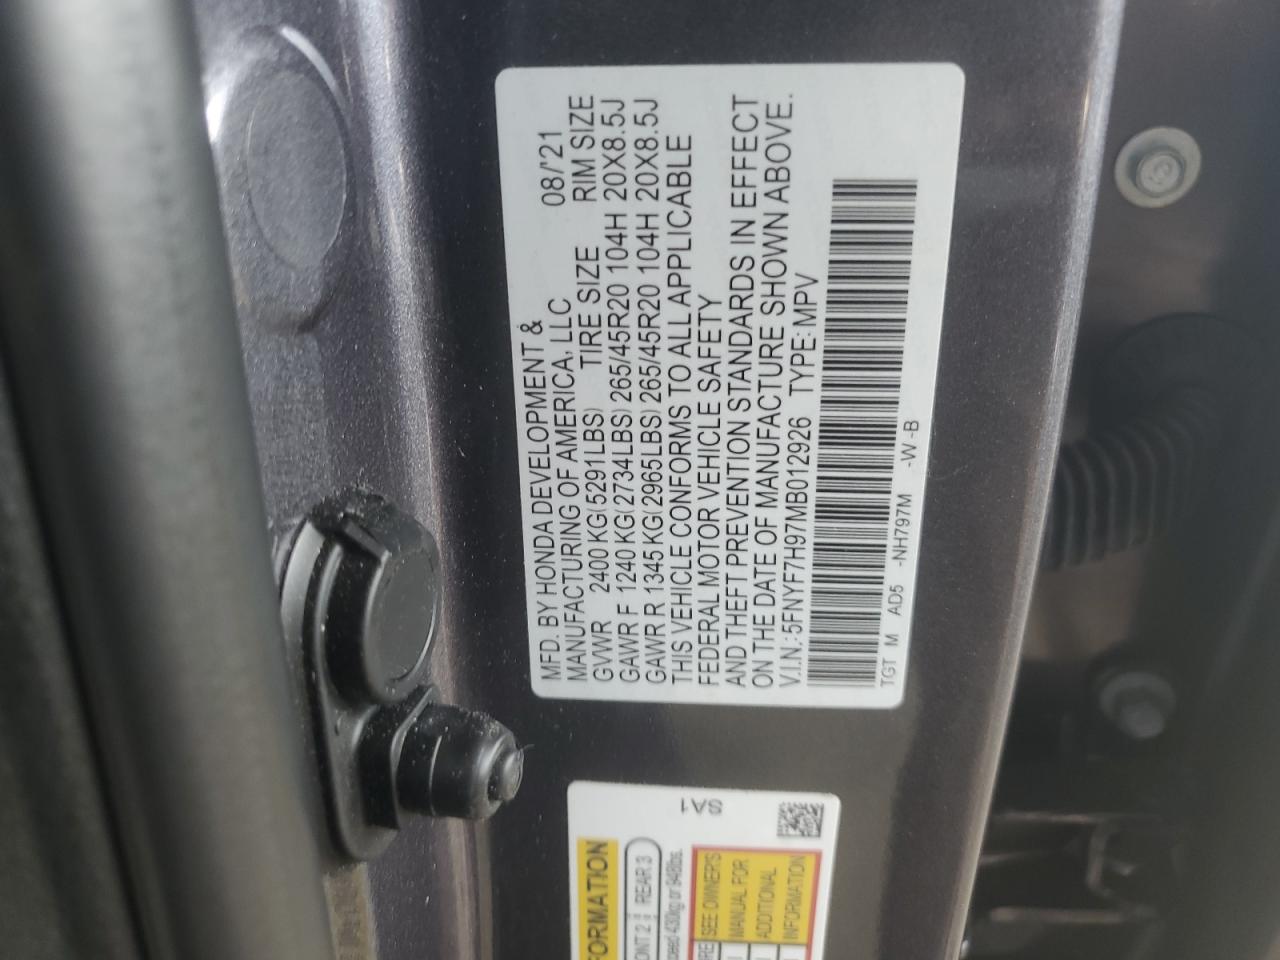 MFD. BY HONDA DEVELOPMENT & 08/'21
MANUFACTURING OF AMERICA, LLC
TIRE SIZE RIM SIZE
GVWR 2400 KG(5291LBS)
GAWR F 1240 KG(2734LBS) 265/45R20 104H 20X8.5J
GAWR R 1345 KG(2965LBS) 265/45R20 104H 20X8.5J
THIS VEHICLE CONFORMS TO ALL APPLICABLE
FEDERAL MOTOR VEHICLE SAFETY
AND THEFT PREVENTION STANDARDS IN EFFECT
ON THE DATE OF MANUFACTURE SHOWN ABOVE.
V.I.N.: 5FNYF7H97MB012926 TYPE: MPV
TGT M AD5 -NH797M -W -B
SA1
REAR 3
430kg or 948lbs.
SEE OWNER'S
MANUAL FOR
ADDITIONAL
INFORMATION